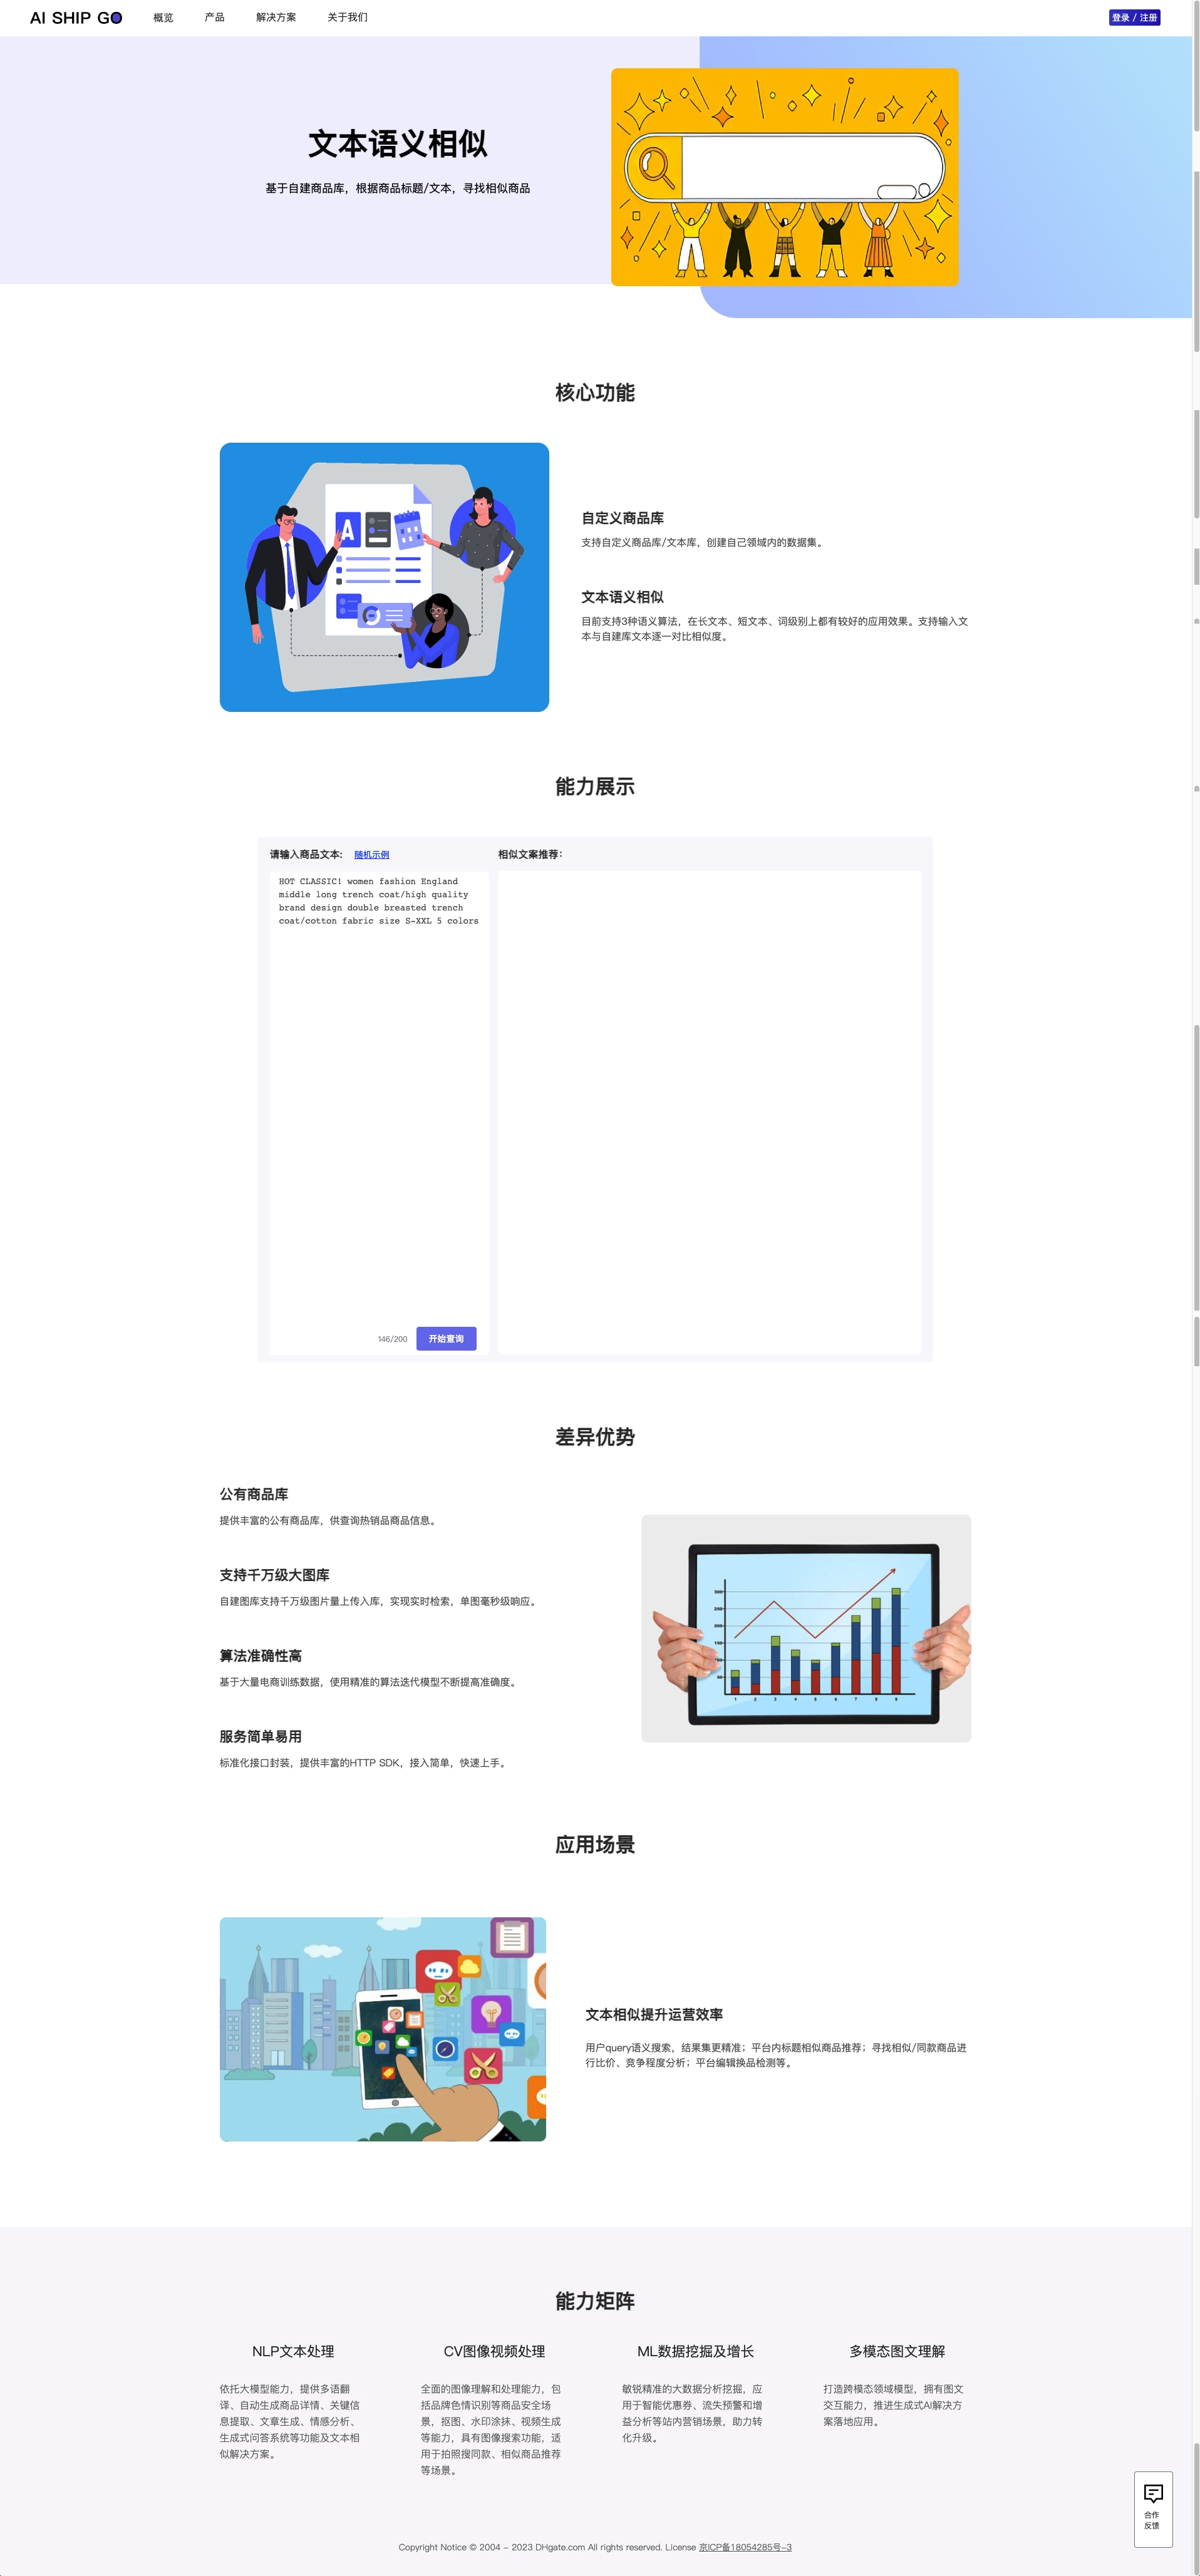 AI SHIP GO
概览
产品
解决方案
关于我们
登录 / 注册
文本语义相似
基于自建商品库，根据商品标题/文本，寻找相似商品
核心功能
A
自定义商品库
支持自定义商品库/文本库，创建自己领域内的数据集。
文本语义相似
目前支持3种语义算法，在长文本、短文本、词级别上都有较好的应用效果。支持输入文
本与自建库文本逐一对比相似度。
能力展示
请输入商品文本:
随机示例
相似文案推荐：
HOT CLASSIC! women fashion England
middle long trench coat/high quality
brand design double breasted trench
coat/cotton fabric size S-XXL 5 colors
146/200
开始查询
差异优势
公有商品库
提供丰富的公有商品库，供查询热销品商品信息。
支持千万级大图库
自建图库支持千万级图片量上传入库，实现实时检索，单图毫秒级响应。
算法准确性高
基于大量电商训练数据，使用精准的算法迭代模型不断提高准确度。
服务简单易用
标准化接口封装，提供丰富的HTTP SDK，接入简单，快速上手。
300
250
200
150
100
50
1 2 3 4 5 6 7 8 9
应用场景
文本相似提升运营效率
用户query语义搜索，结果集更精准；平台内标题相似商品推荐；寻找相似/同款商品进
行比价、竞争程度分析；平台编辑换品检测等。
能力矩阵
NLP文本处理
依托大模型能力，提供多语翻
译、自动生成商品详情、关键信
息提取、文章生成、情感分析、
生成式问答系统等功能及文本相
似解决方案。
CV图像视频处理
全面的图像理解和处理能力，包
括品牌色情识别等商品安全场
景，抠图、水印涂抹、视频生成
等能力，具有图像搜索功能，适
用于拍照搜同款、相似商品推荐
等场景。
ML数据挖掘及增长
敏锐精准的大数据分析挖掘，应
用于智能优惠券、流失预警和增
益分析等站内营销场景，助力转
化升级。
多模态图文理解
打造跨模态领域模型，拥有图文
交互能力，推进生成式AI解决方
案落地应用。
合作
反馈
Copyright Notice © 2004 - 2023 DHgate.com All rights reserved. License 京ICP备18054285号-3